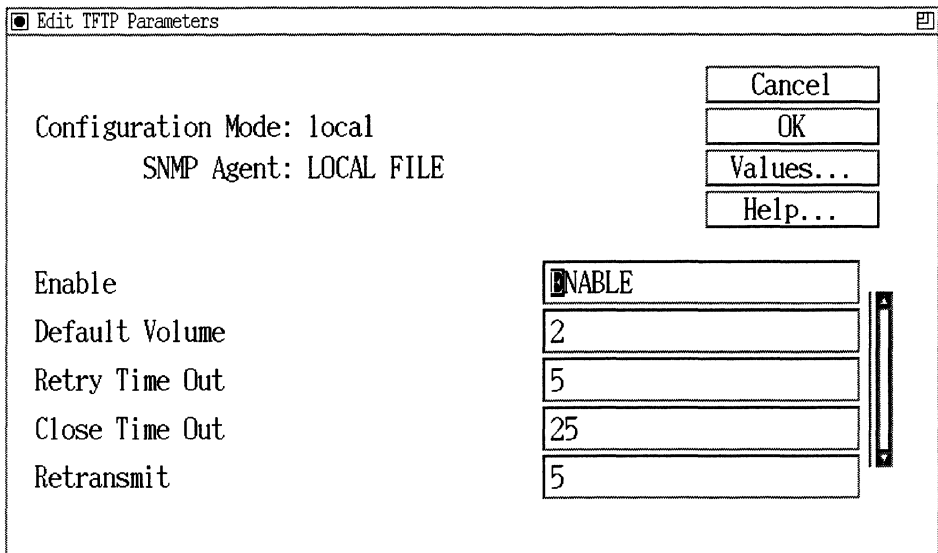 Edit TFTP Parameters
Cancel
Configuration Mode: local
OK
SNMP Agent: LOCAL FILE
Values...
Help...
Enable
ENABLE
Default Volume
2
Retry Time Out
5
Close Time Out
25
Retransmit
5